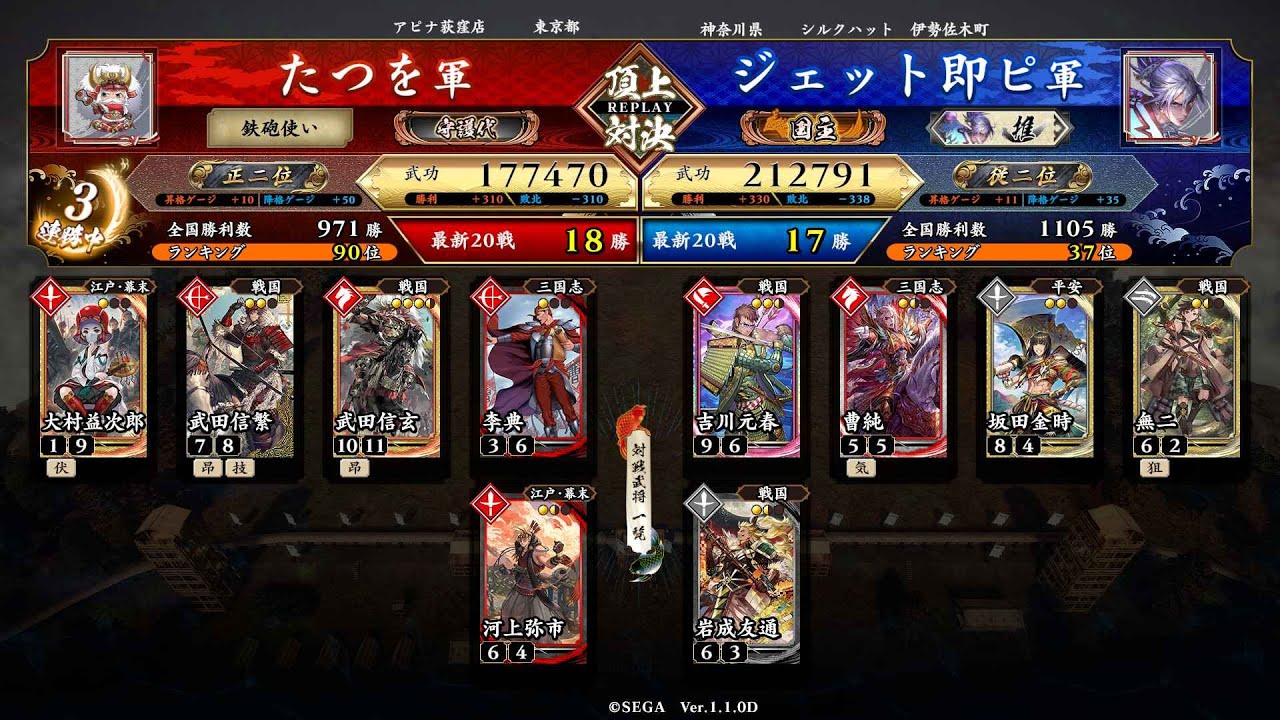 アピナ荻窪店 東京都
神奈川県 シルクハット 伊勢佐木町
たつを軍
頂上
REPLAY
対決
ジェット即ピ軍
鉄砲使い
守護代
国主
推
3
連勝中
正二位
昇格ゲージ +10 降格ゲージ +50
武功 177470
勝利 +310 敗北 -310
武功 212791
勝利 +330 敗北 -338
従二位
昇格ゲージ +11 降格ゲージ +35
全国勝利数 971勝
ランキング 90位
最新20戦 18勝
最新20戦 17勝
全国勝利数 1105勝
ランキング 37位
江戸・幕末
大村益次郎
1 9
伏
戦国
武田信繁
7 8
昂 技
戦国
武田信玄
10 11
昂
三国志
李典
3 6
戦国
吉川元春
9 6
三国志
曹純
5 5
気
平安
坂田金時
8 4
戦国
無二
6 2
狙
対戦武将一覧
江戸・幕末
河上弥市
6 4
戦国
岩成友通
6 3
©SEGA Ver.1.1.0D